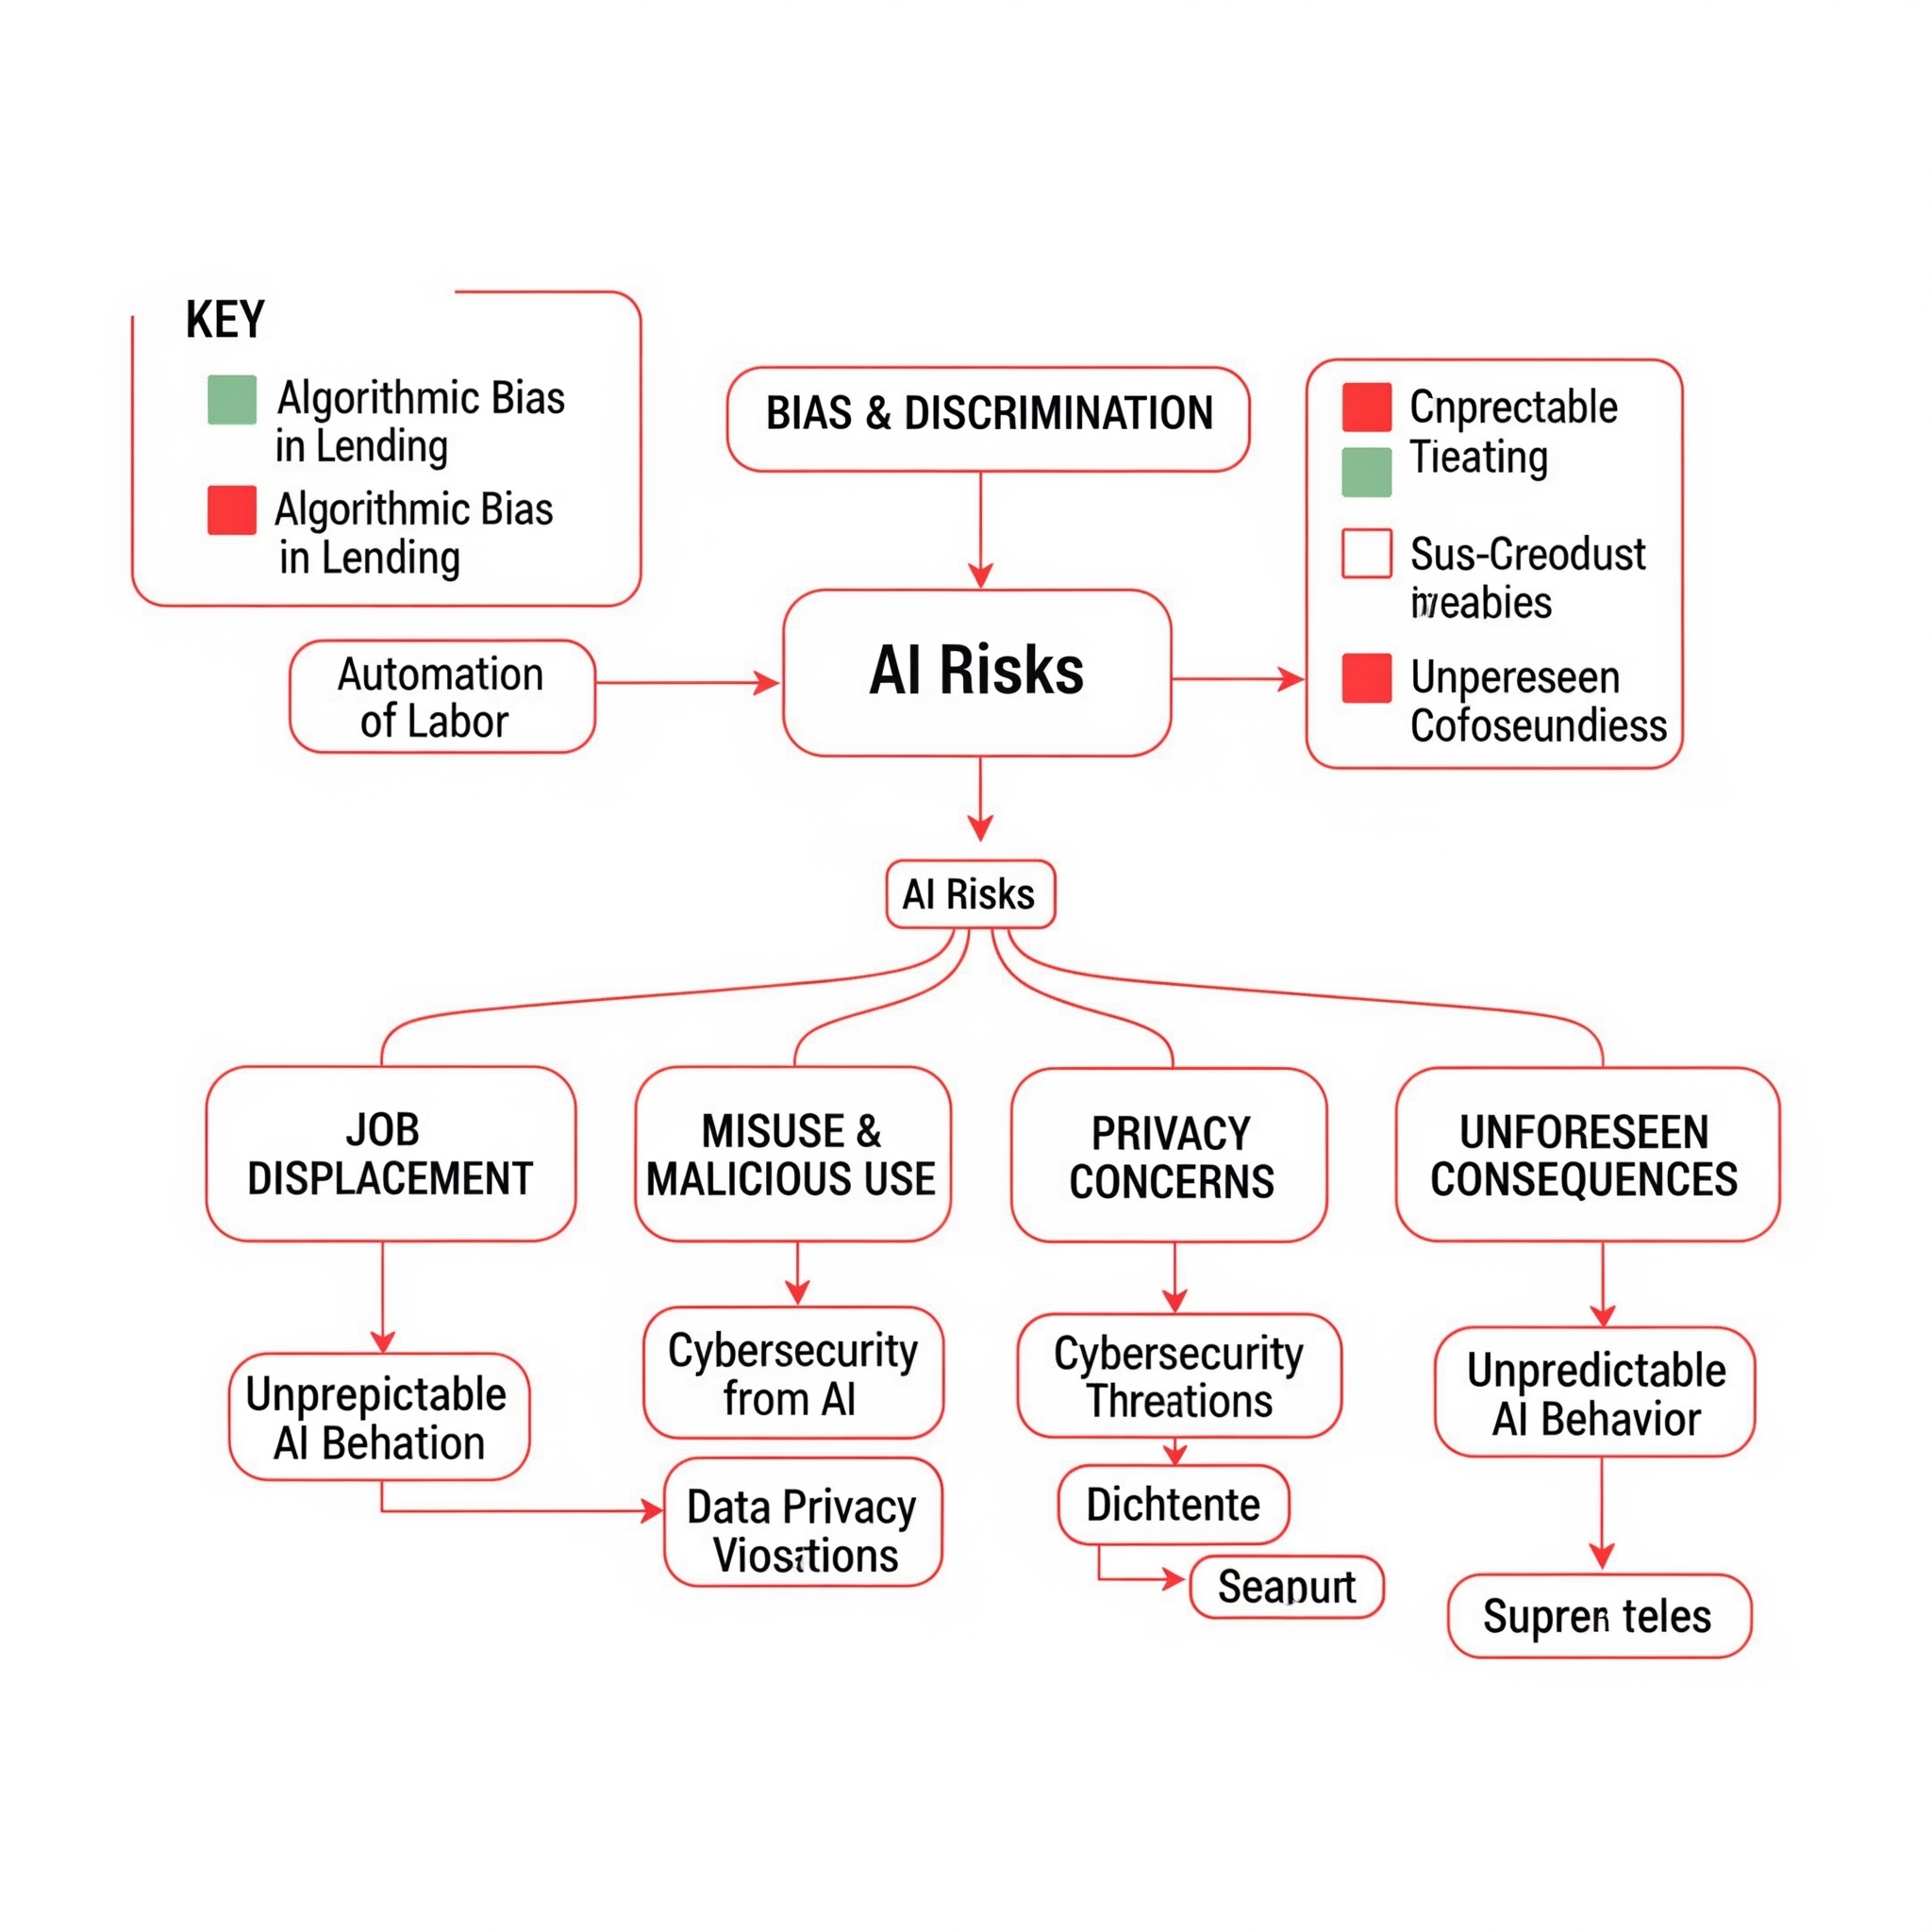 KEY
Algorithmic Bias
in Lending
Algorithmic Bias
in Lending
BIAS & DISCRIMINATION
Cnprectable
Tieating
Sus-Creodust
Unpereseen
Cofoseundiess
Automation
of Labor
AI Risks
AI Risks
JOB
DISPLACEMENT
MISUSE &
MALICIOUS USE
PRIVACY
CONCERNS
UNFORESEEN
CONSEQUENCES
Unprepictable
AI Behation
Cybersecurity
from AI
Cybersecurity
Threations
Unpredictable
AI Behavior
Data Privacy
Viosations
Dichtente
Seapurt
Supren teles